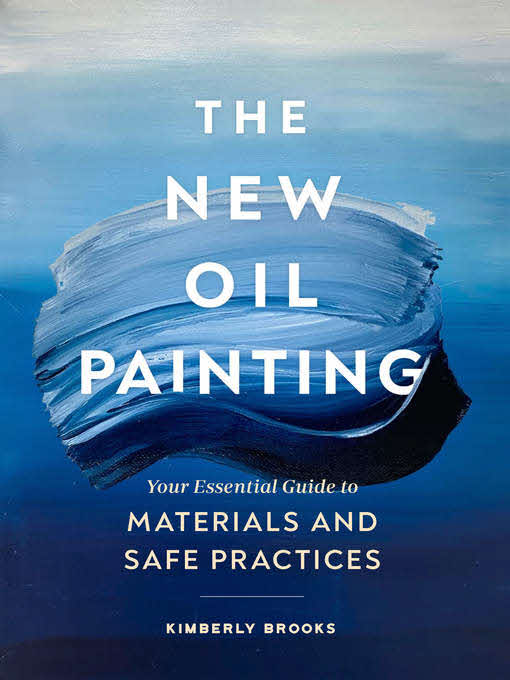 THE
NEW
OIL
PAINTING
Your Essential Guide to
MATERIALS AND
SAFE PRACTICES
KIMBERLY BROOKS